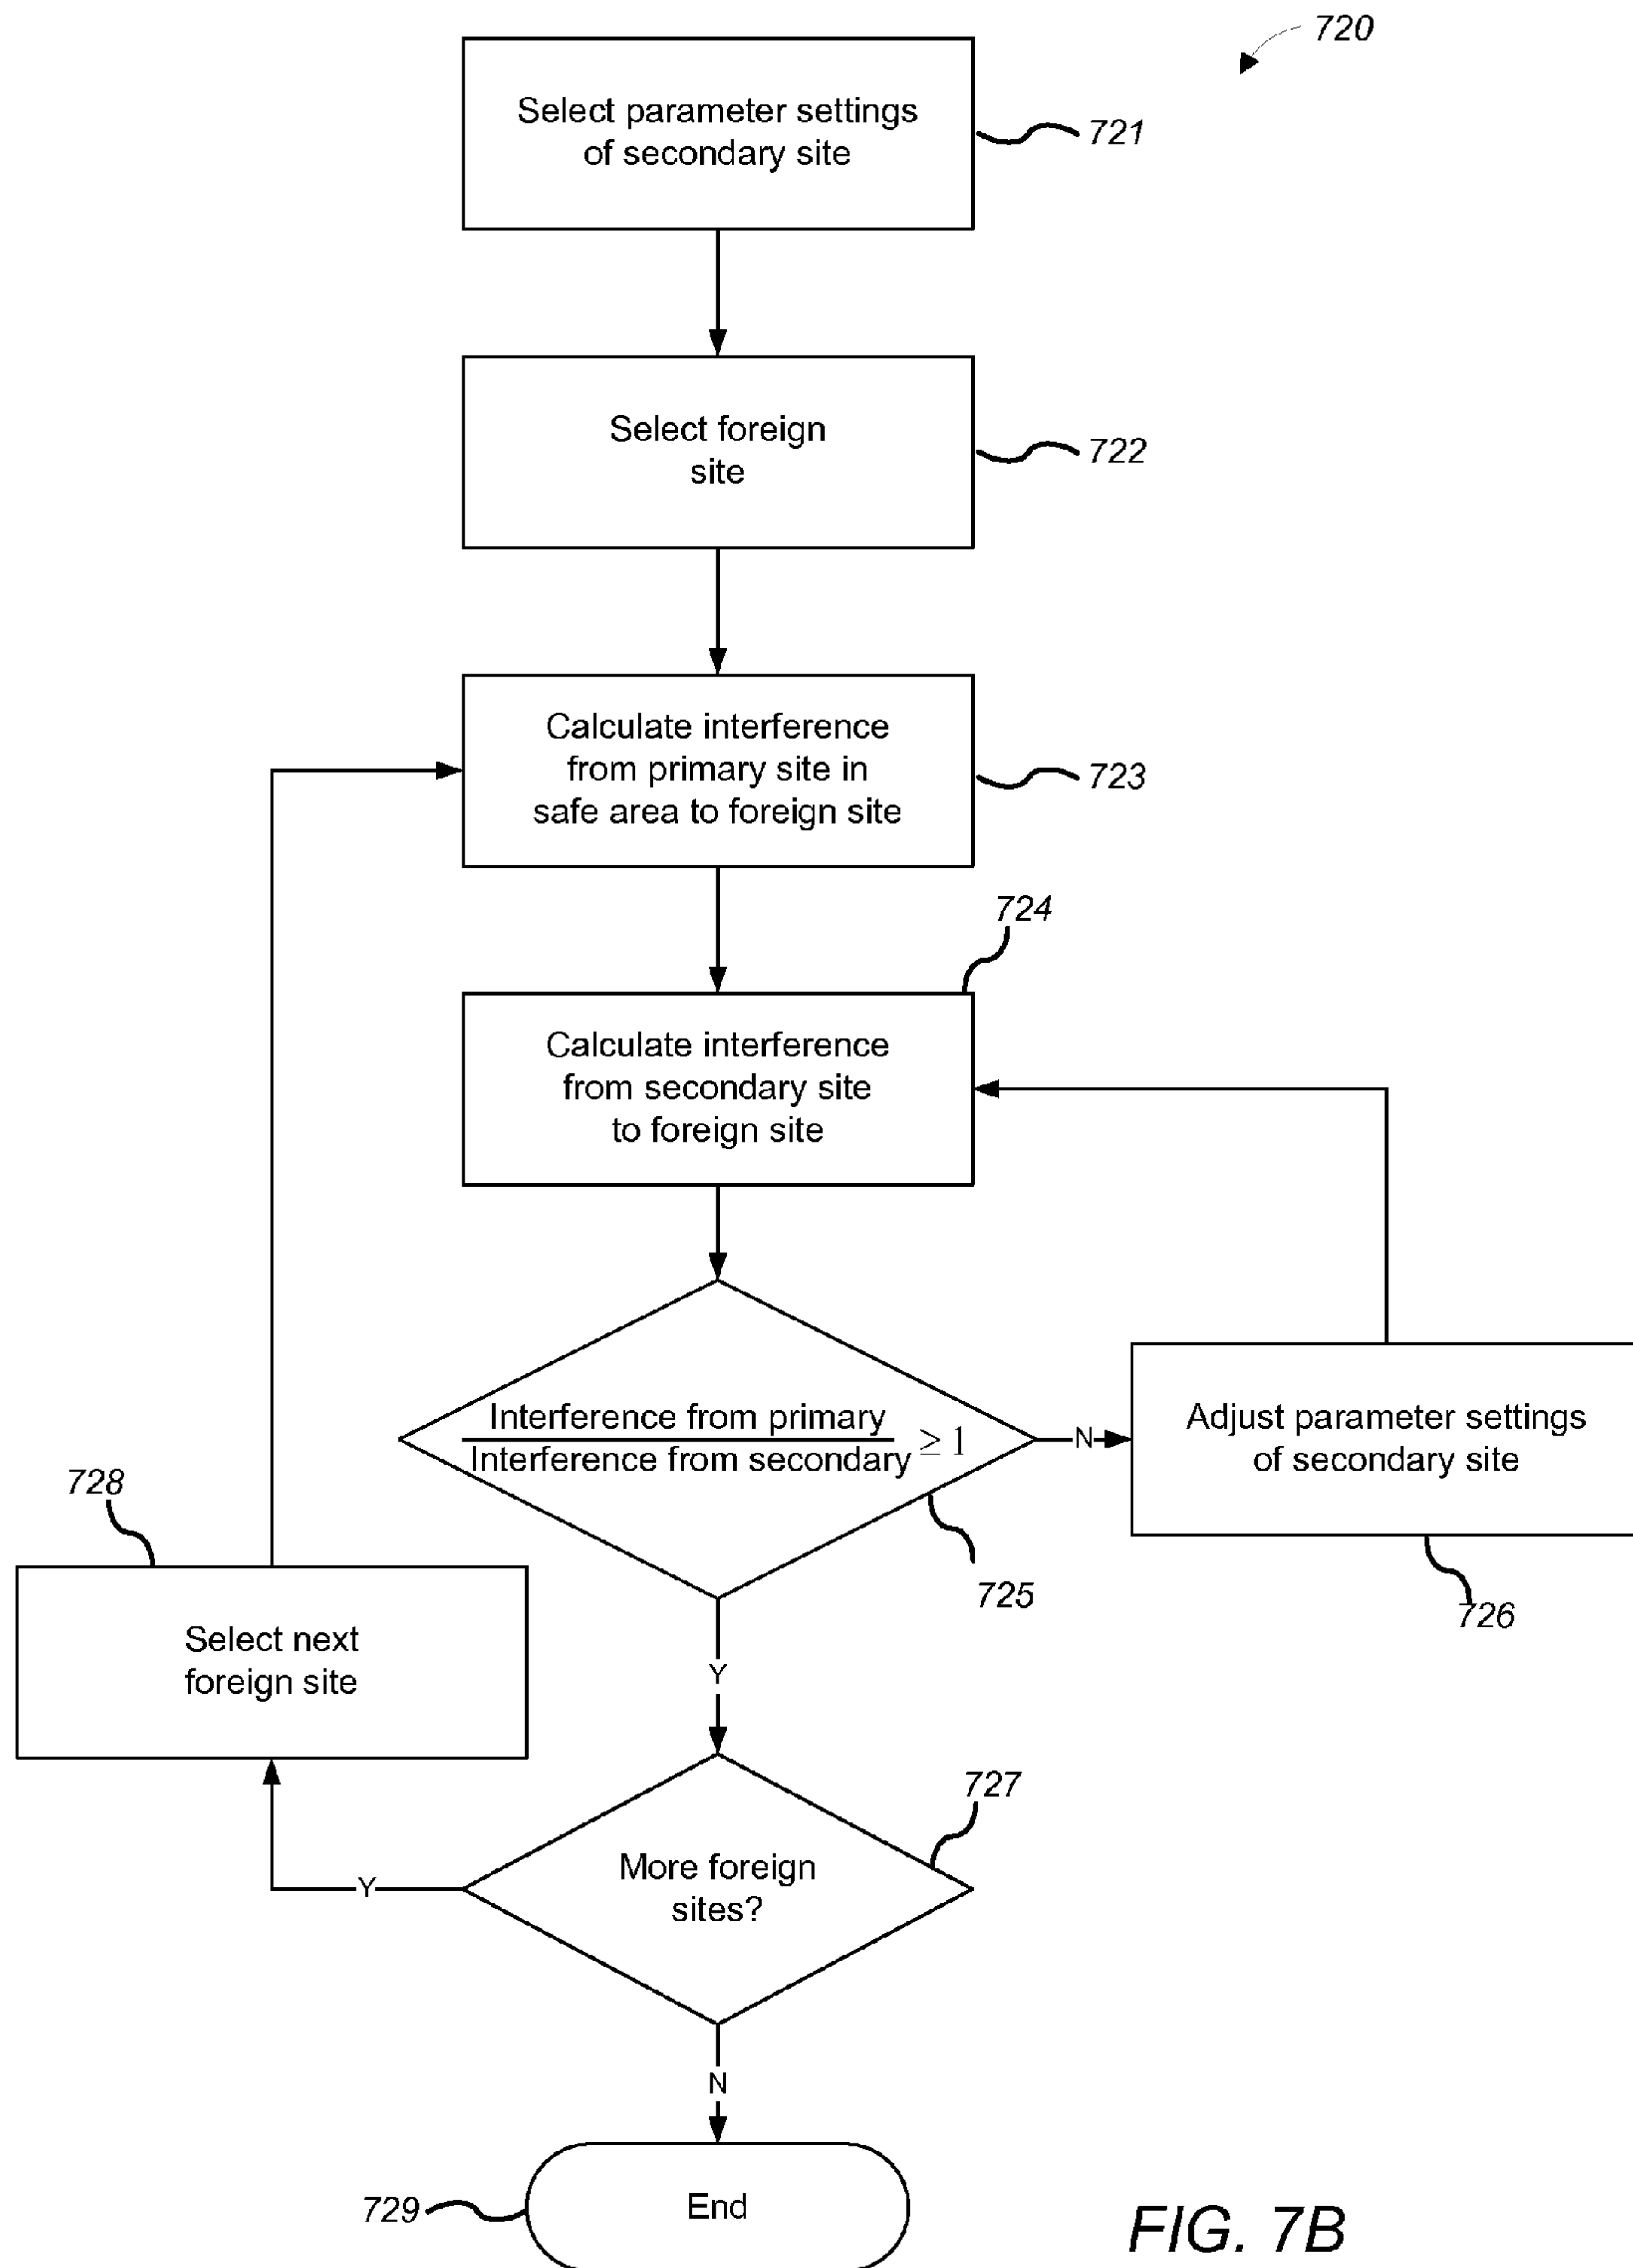 720
Select parameter settings
of secondary site
721
Select foreign
site
722
Calculate interference
from primary site in
safe area to foreign site
723
724
Calculate interference
from secondary site
to foreign site
Interference from primary
Interference from secondary ≥ 1
N
Adjust parameter settings
of secondary site
725
726
728
Select next
foreign site
Y
727
More foreign
sites?
Y
N
729
End
FIG. 7B